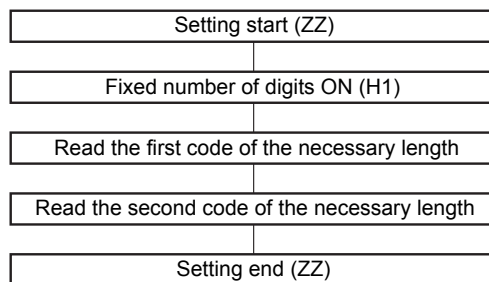 Setting start (ZZ)
Fixed number of digits ON (H1)
Read the first code of the necessary length
Read the second code of the necessary length
Setting end (ZZ)